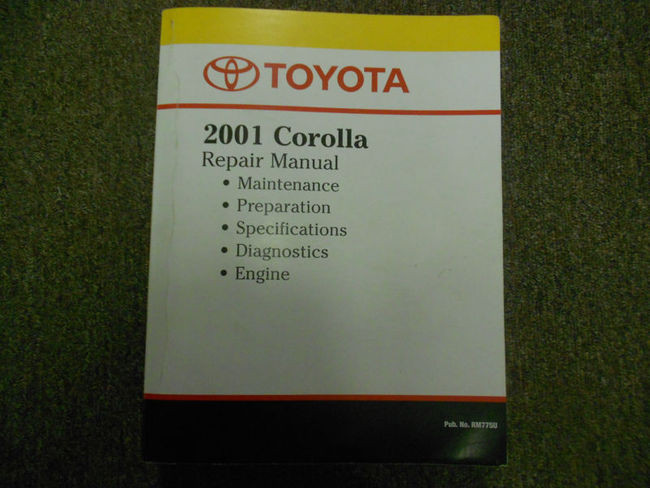 TOYOTA
2001 Corolla
Repair Manual
• Maintenance
• Preparation
• Specifications
• Diagnostics
• Engine
Pub. No. RM775U